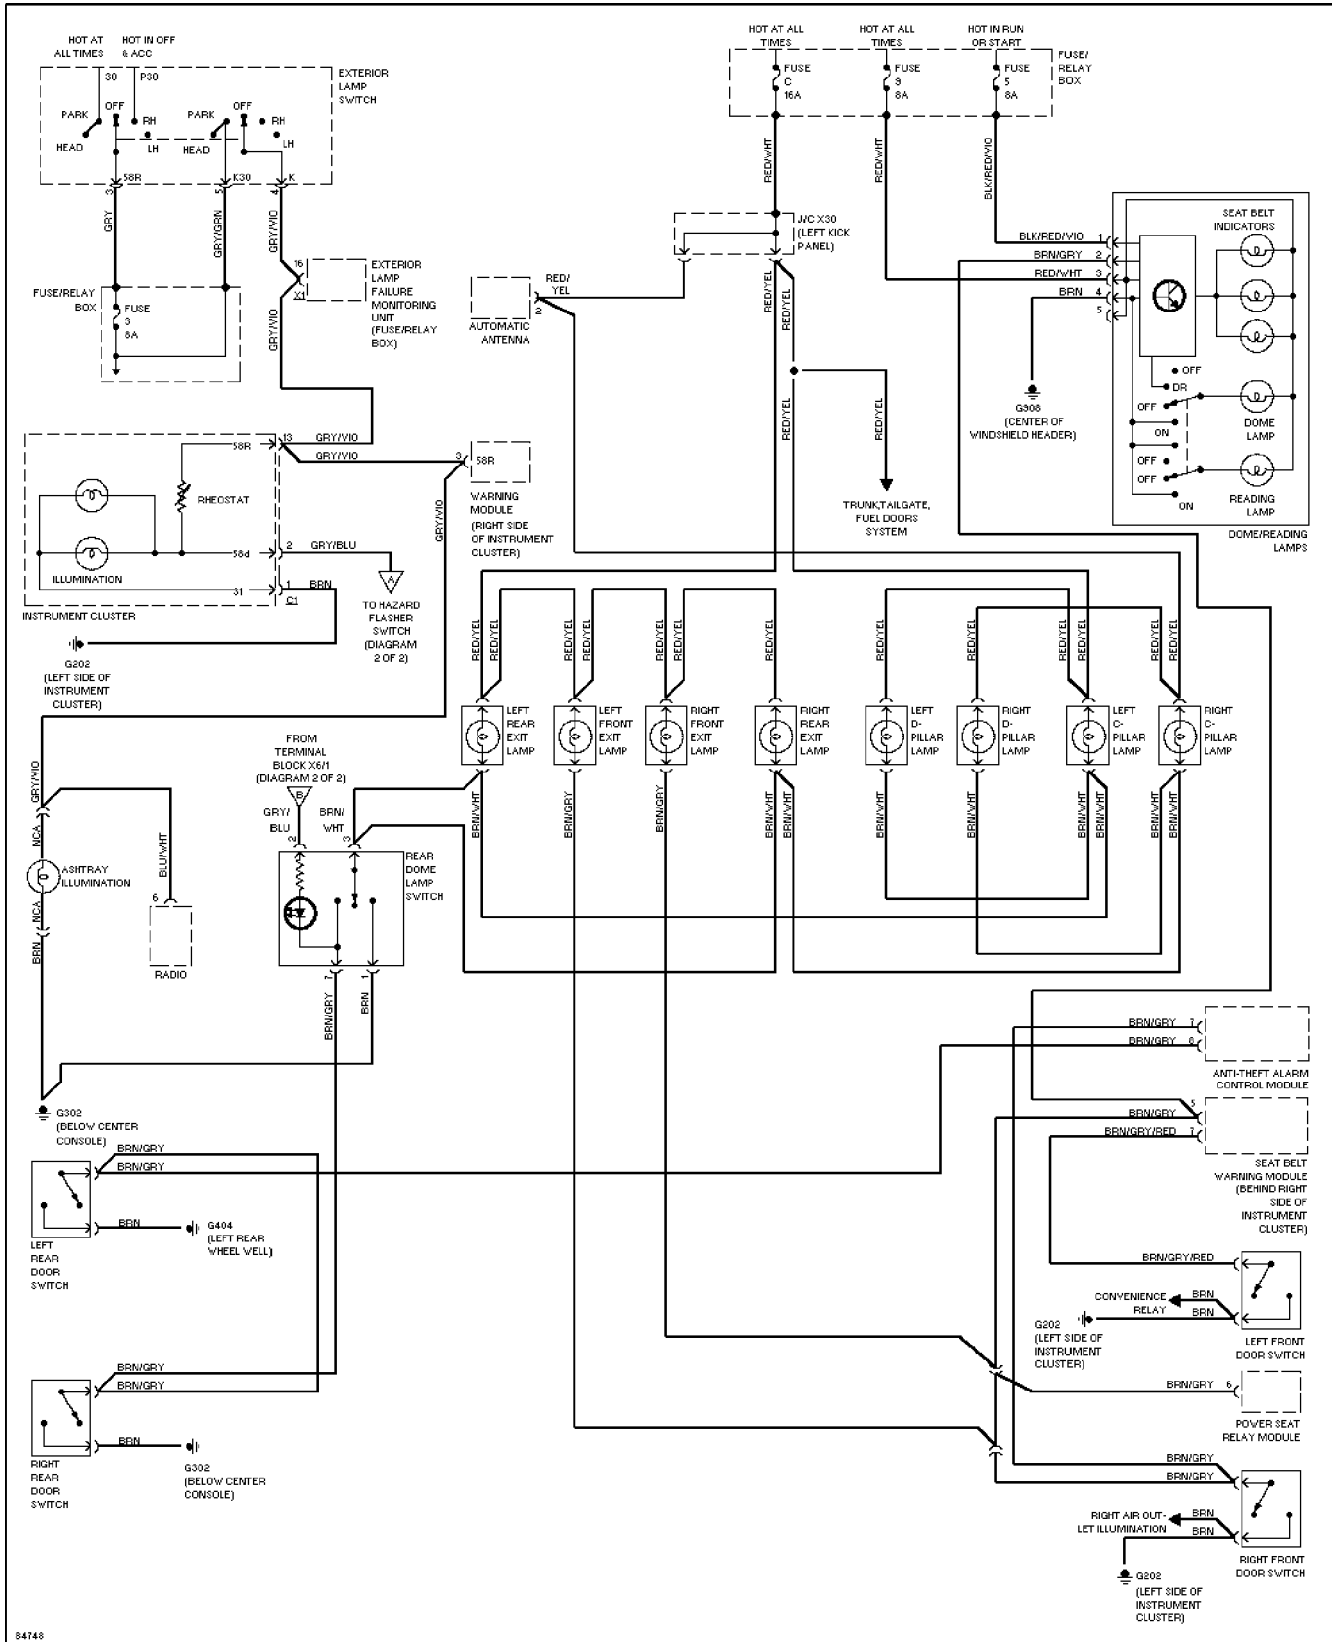 HOT AT
ALL TIMES
HOT IN OFF
& ACC
30
P30
EXTERIOR
LAMP
SWITCH
PARK
OFF
RH
LH
HEAD
PARK
OFF
RH
LH
HEAD
58R
K30
K
3
5
4
GRY
GRY/GRN
GRY/VIO
16
X1
EXTERIOR
LAMP
FAILURE
MONITORING
UNIT
(FUSE/RELAY
BOX)
GRY/VIO
FUSE/RELAY
BOX
FUSE
3
8A
HOT AT ALL
TIMES
HOT AT ALL
TIMES
HOT IN RUN
OR START
FUSE/
RELAY
BOX
FUSE
C
16A
FUSE
9
8A
FUSE
5
8A
RED/WHT
RED/WHT
BLK/RED/VIO
J/C X30
(LEFT KICK
PANEL)
RED/
YEL
2
AUTOMATIC
ANTENNA
RED/YEL
RED/YEL
RED/YEL
RED/YEL
TRUNK,TAILGATE,
FUEL DOORS
SYSTEM
BLK/RED/VIO 1
BRN/GRY 2
RED/WHT 3
BRN 4
5
SEAT BELT
INDICATORS
OFF
DR
OFF
ON
OFF
OFF
ON
DOME
LAMP
READING
LAMP
DOME/READING
LAMPS
G908
(CENTER OF
WINDSHIELD HEADER)
58R
13
GRY/VIO
GRY/VIO
3
58R
WARNING
MODULE
(RIGHT SIDE
OF INSTRUMENT
CLUSTER)
GRY/VIO
RHEOSTAT
58d
2
GRY/BLU
ILLUMINATION
31
1
BRN
C1
INSTRUMENT CLUSTER
A
TO HAZARD
FLASHER
SWITCH
(DIAGRAM
2 OF 2)
G202
(LEFT SIDE OF
INSTRUMENT
CLUSTER)
RED/YEL
RED/YEL
RED/YEL
RED/YEL
RED/YEL
RED/YEL
RED/YEL
RED/YEL
RED/YEL
RED/YEL
RED/YEL
RED/YEL
RED/YEL
LEFT
REAR
EXIT
LAMP
LEFT
FRONT
EXIT
LAMP
RIGHT
FRONT
EXIT
LAMP
RIGHT
REAR
EXIT
LAMP
LEFT
D-
PILLAR
LAMP
RIGHT
D-
PILLAR
LAMP
LEFT
C-
PILLAR
LAMP
RIGHT
C-
PILLAR
LAMP
BRN/WHT
BRN/GRY
BRN/GRY
BRN/WHT
BRN/WHT
BRN/WHT
BRN/WHT
BRN/WHT
BRN/WHT
BRN/WHT
BRN/WHT
FROM
TERMINAL
BLOCK X6/1
(DIAGRAM 2 OF 2)
B
GRY/
BLU
BRN/
WHT
2
3
REAR
DOME
LAMP
SWITCH
7
1
BRN/GRY
BRN
GRY/VIO
NCA
ASHTRAY
ILLUMINATION
NCA
BRN
BLU/WHT
6
RADIO
G302
(BELOW CENTER
CONSOLE)
BRN/GRY
BRN/GRY
BRN
G404
(LEFT REAR
WHEEL WELL)
LEFT
REAR
DOOR
SWITCH
BRN/GRY
BRN/GRY
BRN
G302
(BELOW CENTER
CONSOLE)
RIGHT
REAR
DOOR
SWITCH
BRN/GRY 7
BRN/GRY
ANTI-THEFT ALARM
CONTROL MODULE
5
BRN/GRY
BRN/GRY/RED 7
SEAT BELT
WARNING MODULE
(BEHIND RIGHT
SIDE OF
INSTRUMENT
CLUSTER)
BRN/GRY/RED
CONVENIENCE
RELAY
BRN
BRN
G202
(LEFT SIDE OF
INSTRUMENT
CLUSTER)
LEFT FRONT
DOOR SWITCH
BRN/GRY 6
POWER SEAT
RELAY MODULE
BRN/GRY
BRN/GRY
RIGHT AIR OUT-
LET ILLUMINATION
BRN
BRN
RIGHT FRONT
DOOR SWITCH
G202
(LEFT SIDE OF
INSTRUMENT
CLUSTER)
84748